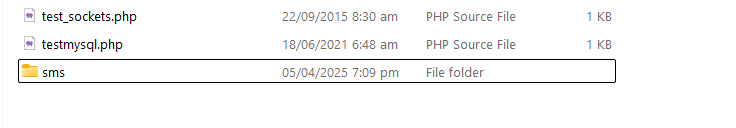 test_sockets.php 22/09/2015 8:30 am PHP Source File 1 KB
testmysql.php 18/06/2021 6:48 am PHP Source File 1 KB
sms 05/04/2025 7:09 pm File folder